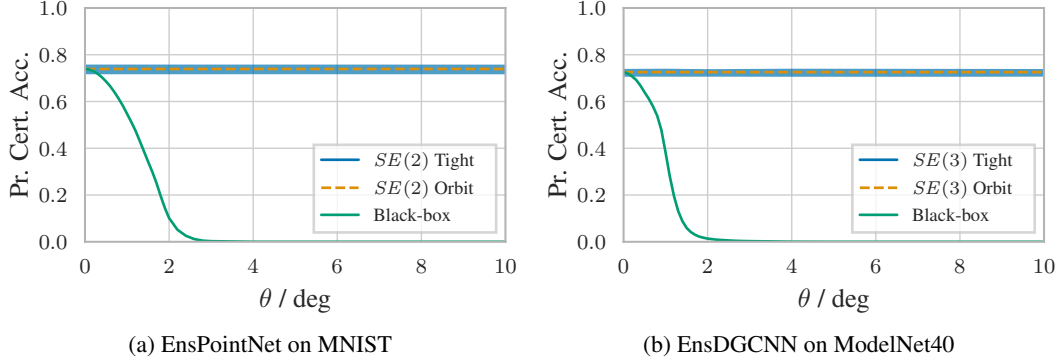 1.0
0.8
0.6
0.4
0.2
0.0
Pr. Cert. Acc.
SE(2) Tight
SE(2) Orbit
Black-box
0 2 4 6 8 10
θ / deg
(a) EnsPointNet on MNIST
1.0
0.8
0.6
0.4
0.2
0.0
Pr. Cert. Acc.
SE(3) Tight
SE(3) Orbit
Black-box
0 2 4 6 8 10
θ / deg
(b) EnsDGCNN on ModelNet40